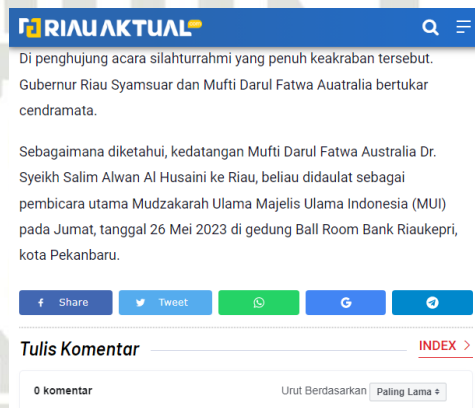 RIAUAKTUAL
Di penghujung acara silahturrahmi yang penuh keakraban tersebut.
Gubernur Riau Syamsuar dan Mufti Darul Fatwa Auatralia bertukar
cendramata.
Sebagaimana diketahui, kedatangan Mufti Darul Fatwa Australia Dr.
Syeikh Salim Alwan Al Husaini ke Riau, beliau didaulat sebagai
pembicara utama Mudzakarah Ulama Majelis Ulama Indonesia (MUI)
pada Jumat, tanggal 26 Mei 2023 di gedung Ball Room Bank Riaukepri,
kota Pekanbaru.
Share Tweet
Tulis Komentar INDEX
0 komentar Urut Berdasarkan Paling Lama